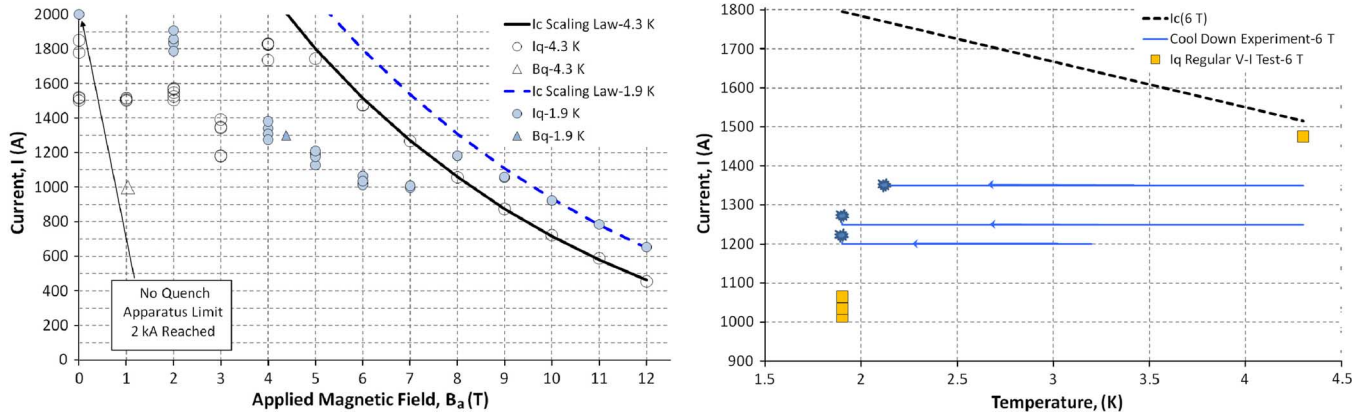 2000
1800
1600
1400
1200
1000
800
600
400
200
0
Current, I (A)
Ic Scaling Law-4.3 K
Iq-4.3 K
Bq-4.3 K
Ic Scaling Law-1.9 K
Iq-1.9 K
Bq-1.9 K
No Quench
Apparatus Limit
2 kA Reached
0 1 2 3 4 5 6 7 8 9 10 11 12
Applied Magnetic Field, Ba (T)
1800
1700
1600
1500
1400
1300
1200
1100
1000
900
Current, I (A)
Ic(6 T)
Cool Down Experiment-6 T
Iq Regular V-I Test-6 T
1.5 2 2.5 3 3.5 4 4.5
Temperature, (K)